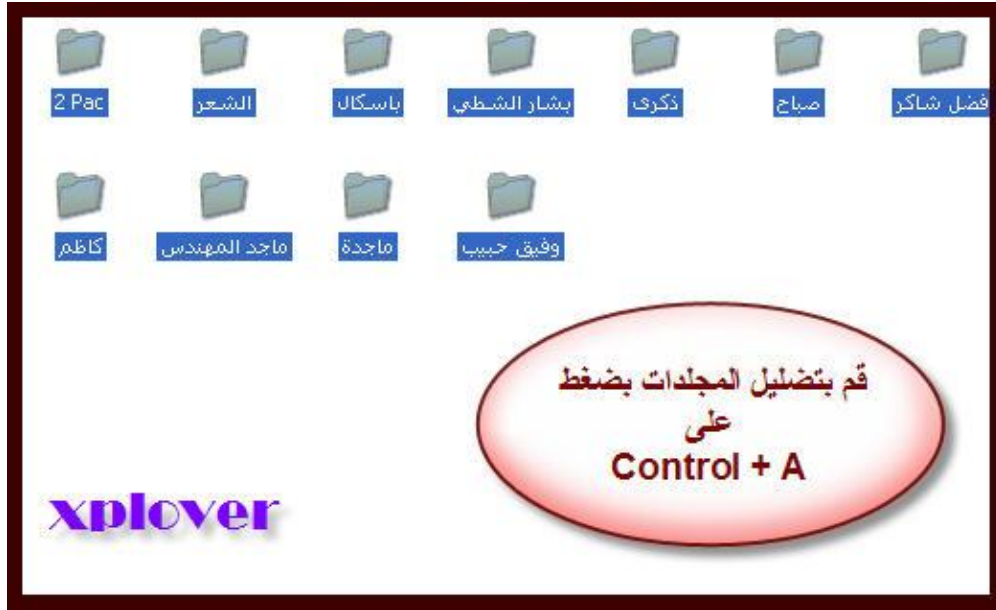 2 Pac
الشعر
باسكال
بشار الشطي
ذكرى
صباح
فضل شاكر
كاظم
ماجد المهندس
ماجدة
وفيق حبيب
قم بتضليل المجلدات بضغط
على
Control + A
xplover